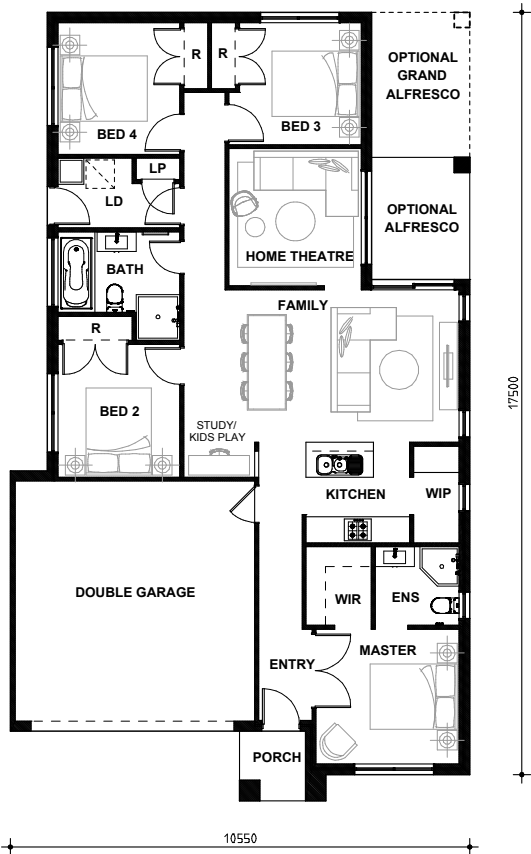 R
R
OPTIONAL
GRAND
ALFRESCO
BED 4
BED 3
LP
LD
OPTIONAL
ALFRESCO
HOME THEATRE
BATH
FAMILY
R
17500
BED 2
STUDY/
KIDS PLAY
KITCHEN
WIP
DOUBLE GARAGE
WIR
ENS
MASTER
ENTRY
PORCH
10550